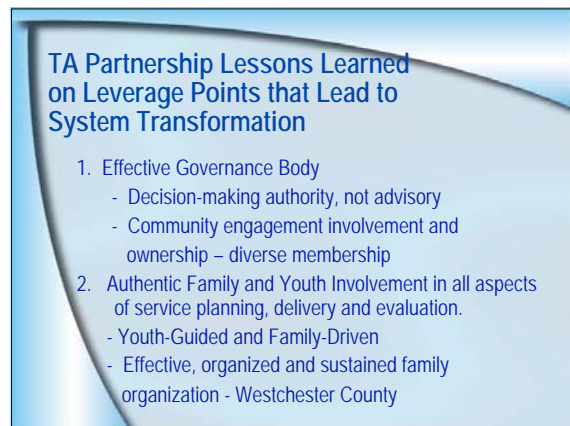 TA Partnership Lessons Learned
on Leverage Points that Lead to
System Transformation
1. Effective Governance Body
- Decision-making authority, not advisory
- Community engagement involvement and
ownership – diverse membership
2. Authentic Family and Youth Involvement in all aspects
of service planning, delivery and evaluation.
- Youth-Guided and Family-Driven
- Effective, organized and sustained family
organization - Westchester County